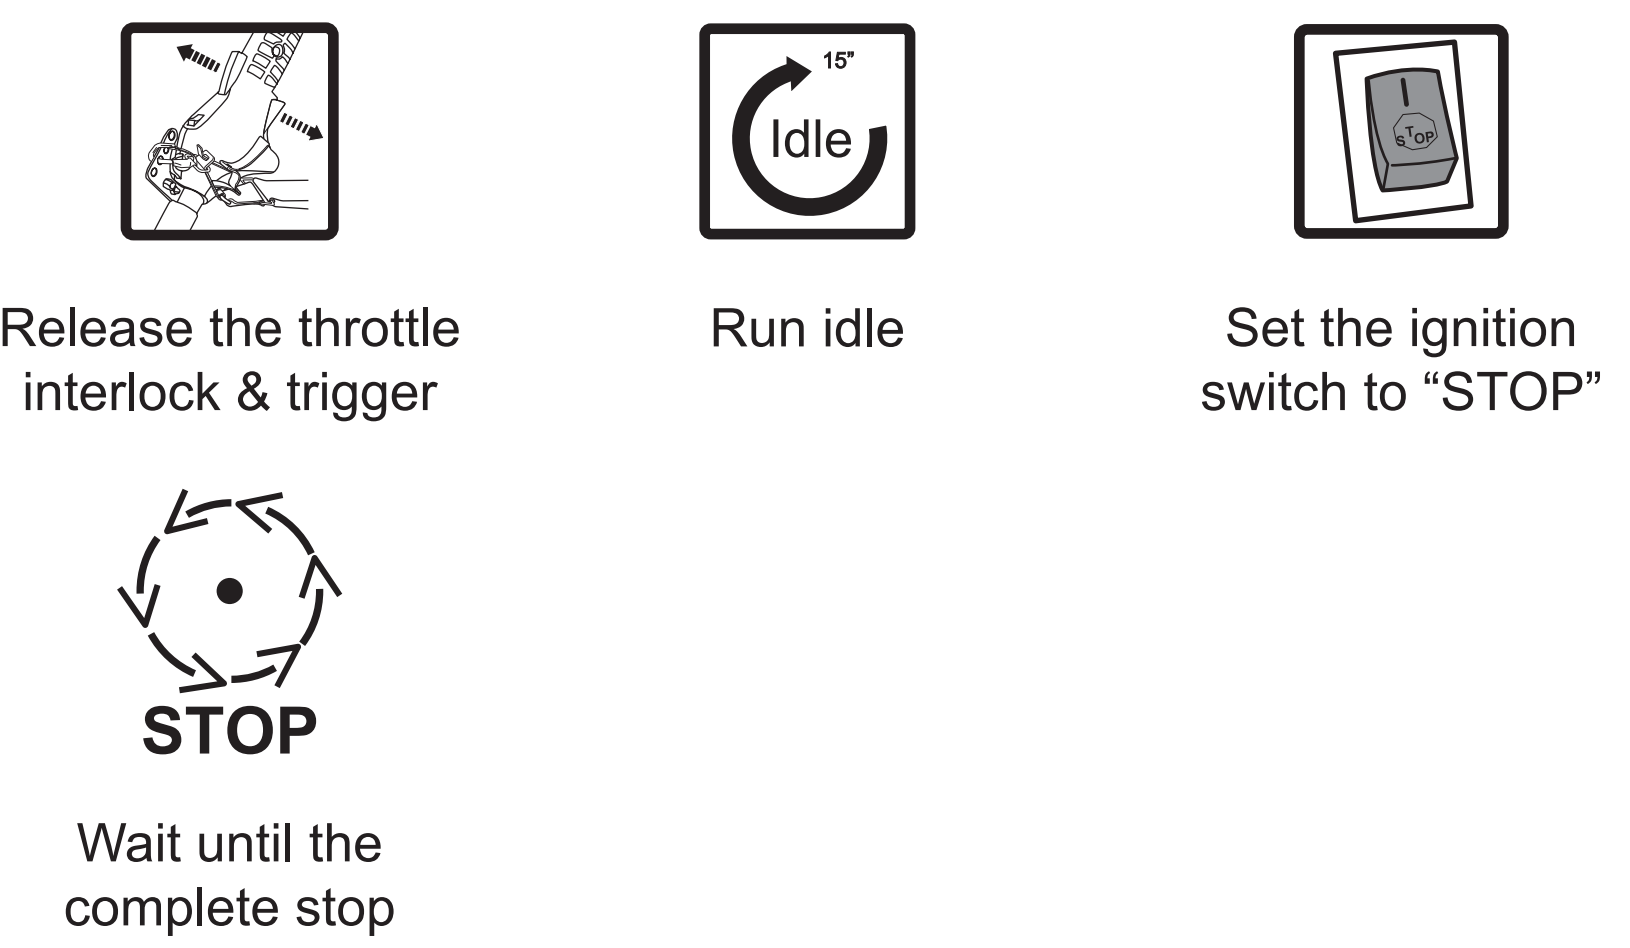 15”
Idle
STOP
Release the throttle
interlock & trigger
Run idle
Set the ignition
switch to “STOP”
STOP
Wait until the
complete stop